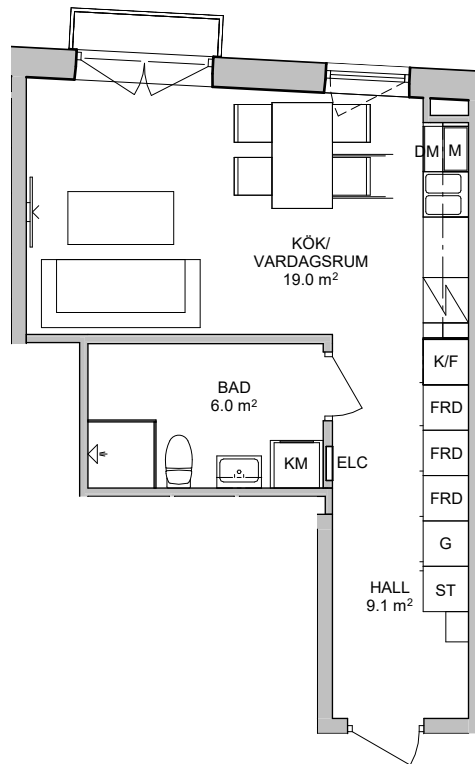 DM M
KÖK/
VARDAGSRUM
19.0 m²
K/F
BAD
6.0 m²
FRD
KM
ELC
FRD
FRD
G
HALL
9.1 m²
ST